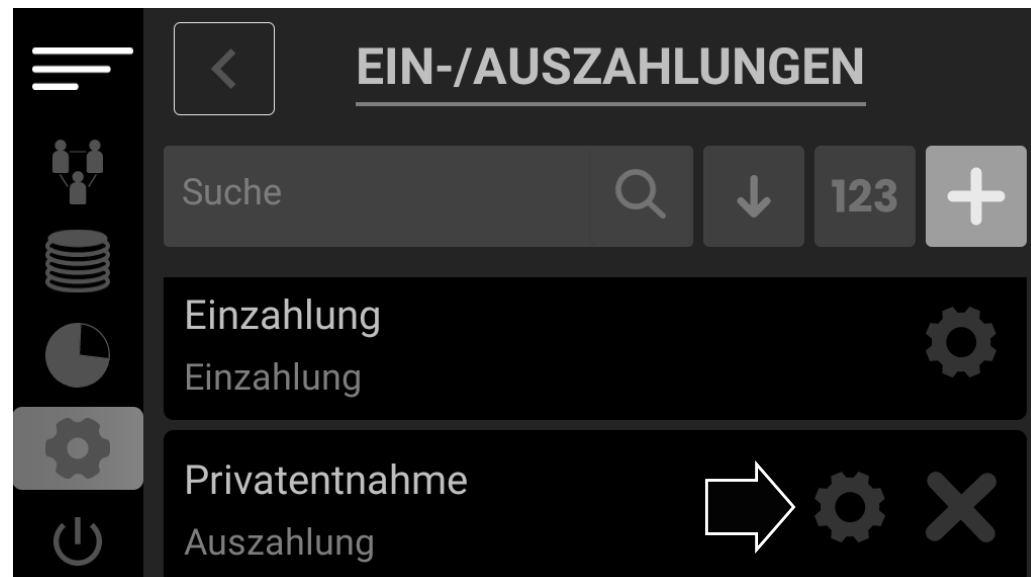 EIN-/AUSZAHLUNGEN
Suche
123
Einzahlung
Einzahlung
Privatentnahme
Auszahlung